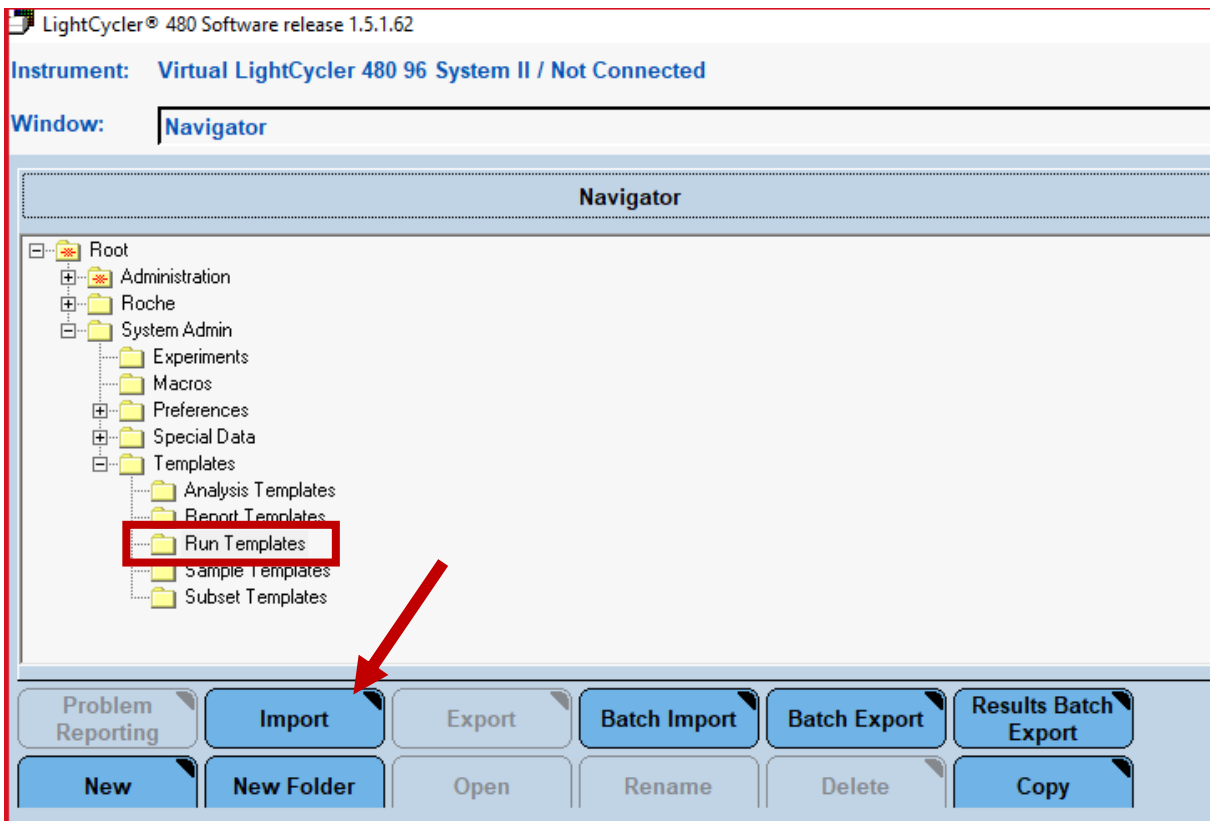 LightCycler® 480 Software release 1.5.1.62
Instrument: Virtual LightCycler 480 96 System II / Not Connected
Window: Navigator
Navigator
Root
Administration
Roche
System Admin
Experiments
Macros
Preferences
Special Data
Templates
Analysis Templates
Report Templates
Run Templates
Sample Templates
Subset Templates
Problem Reporting
Import
Export
Batch Import
Batch Export
Results Batch Export
New
New Folder
Open
Rename
Delete
Copy